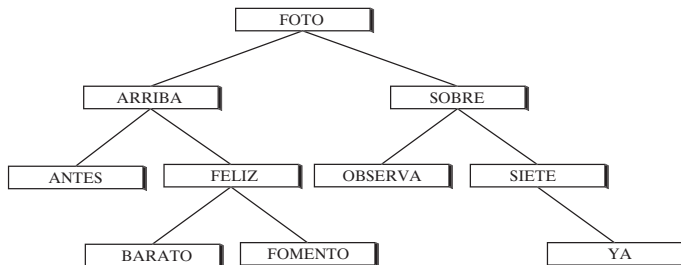 FOTO
ARRIBA SOBRE
ANTES FELIZ OBSERVA SIETE
BARATO FOMENTO YA